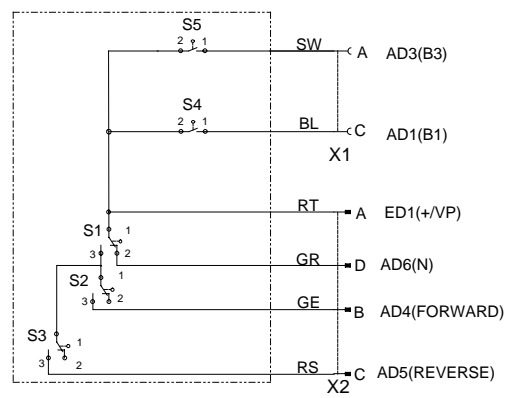 S5
2 1 SW A AD3(B3)
S4
2 1 BL C AD1(B1)
X1
RT A ED1(+/VP)
S1 1
3 2 GR D AD6(N)
S2 1
3 2 GE B AD4(FORWARD)
S3 1
3 2 RS C AD5(REVERSE)
X2